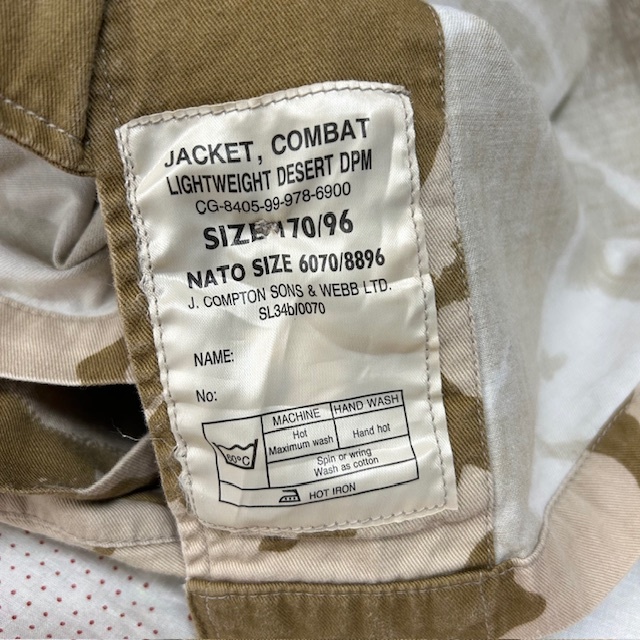 JACKET, COMBAT
LIGHTWEIGHT DESERT DPM
CG-8405-99-978-6900
SIZE 170/96
NATO SIZE 6070/8896
J. COMPTON SONS & WEBB LTD.
SL34b/0070
NAME:
No:
MACHINE HAND WASH
60°C
Hot
Maximum wash
Hand hot
Spin or wring
Wash as cotton
HOT IRON